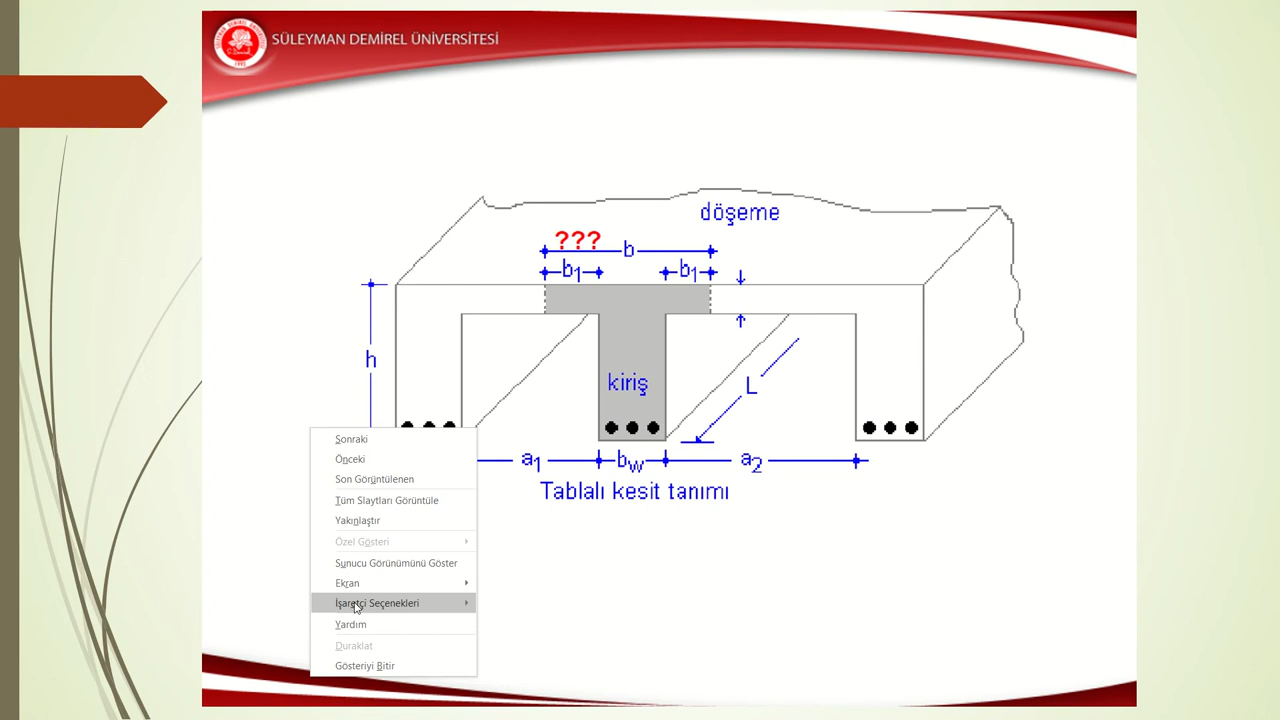 SÜLEYMAN DEMİREL ÜNİVERSİTESİ
döşeme
???
b
b1 b1
h
kiriş
L
a1 bw a2
Tablalı kesit tanımı
Sonraki
Önceki
Son Görüntülenen
Tüm Slaytları Görüntüle
Yakınlaştır
Özel Gösteri
Sunucu Görünümünü Göster
Ekran
İşaretçi Seçenekleri
Yardım
Duraklat
Gösteriyi Bitir